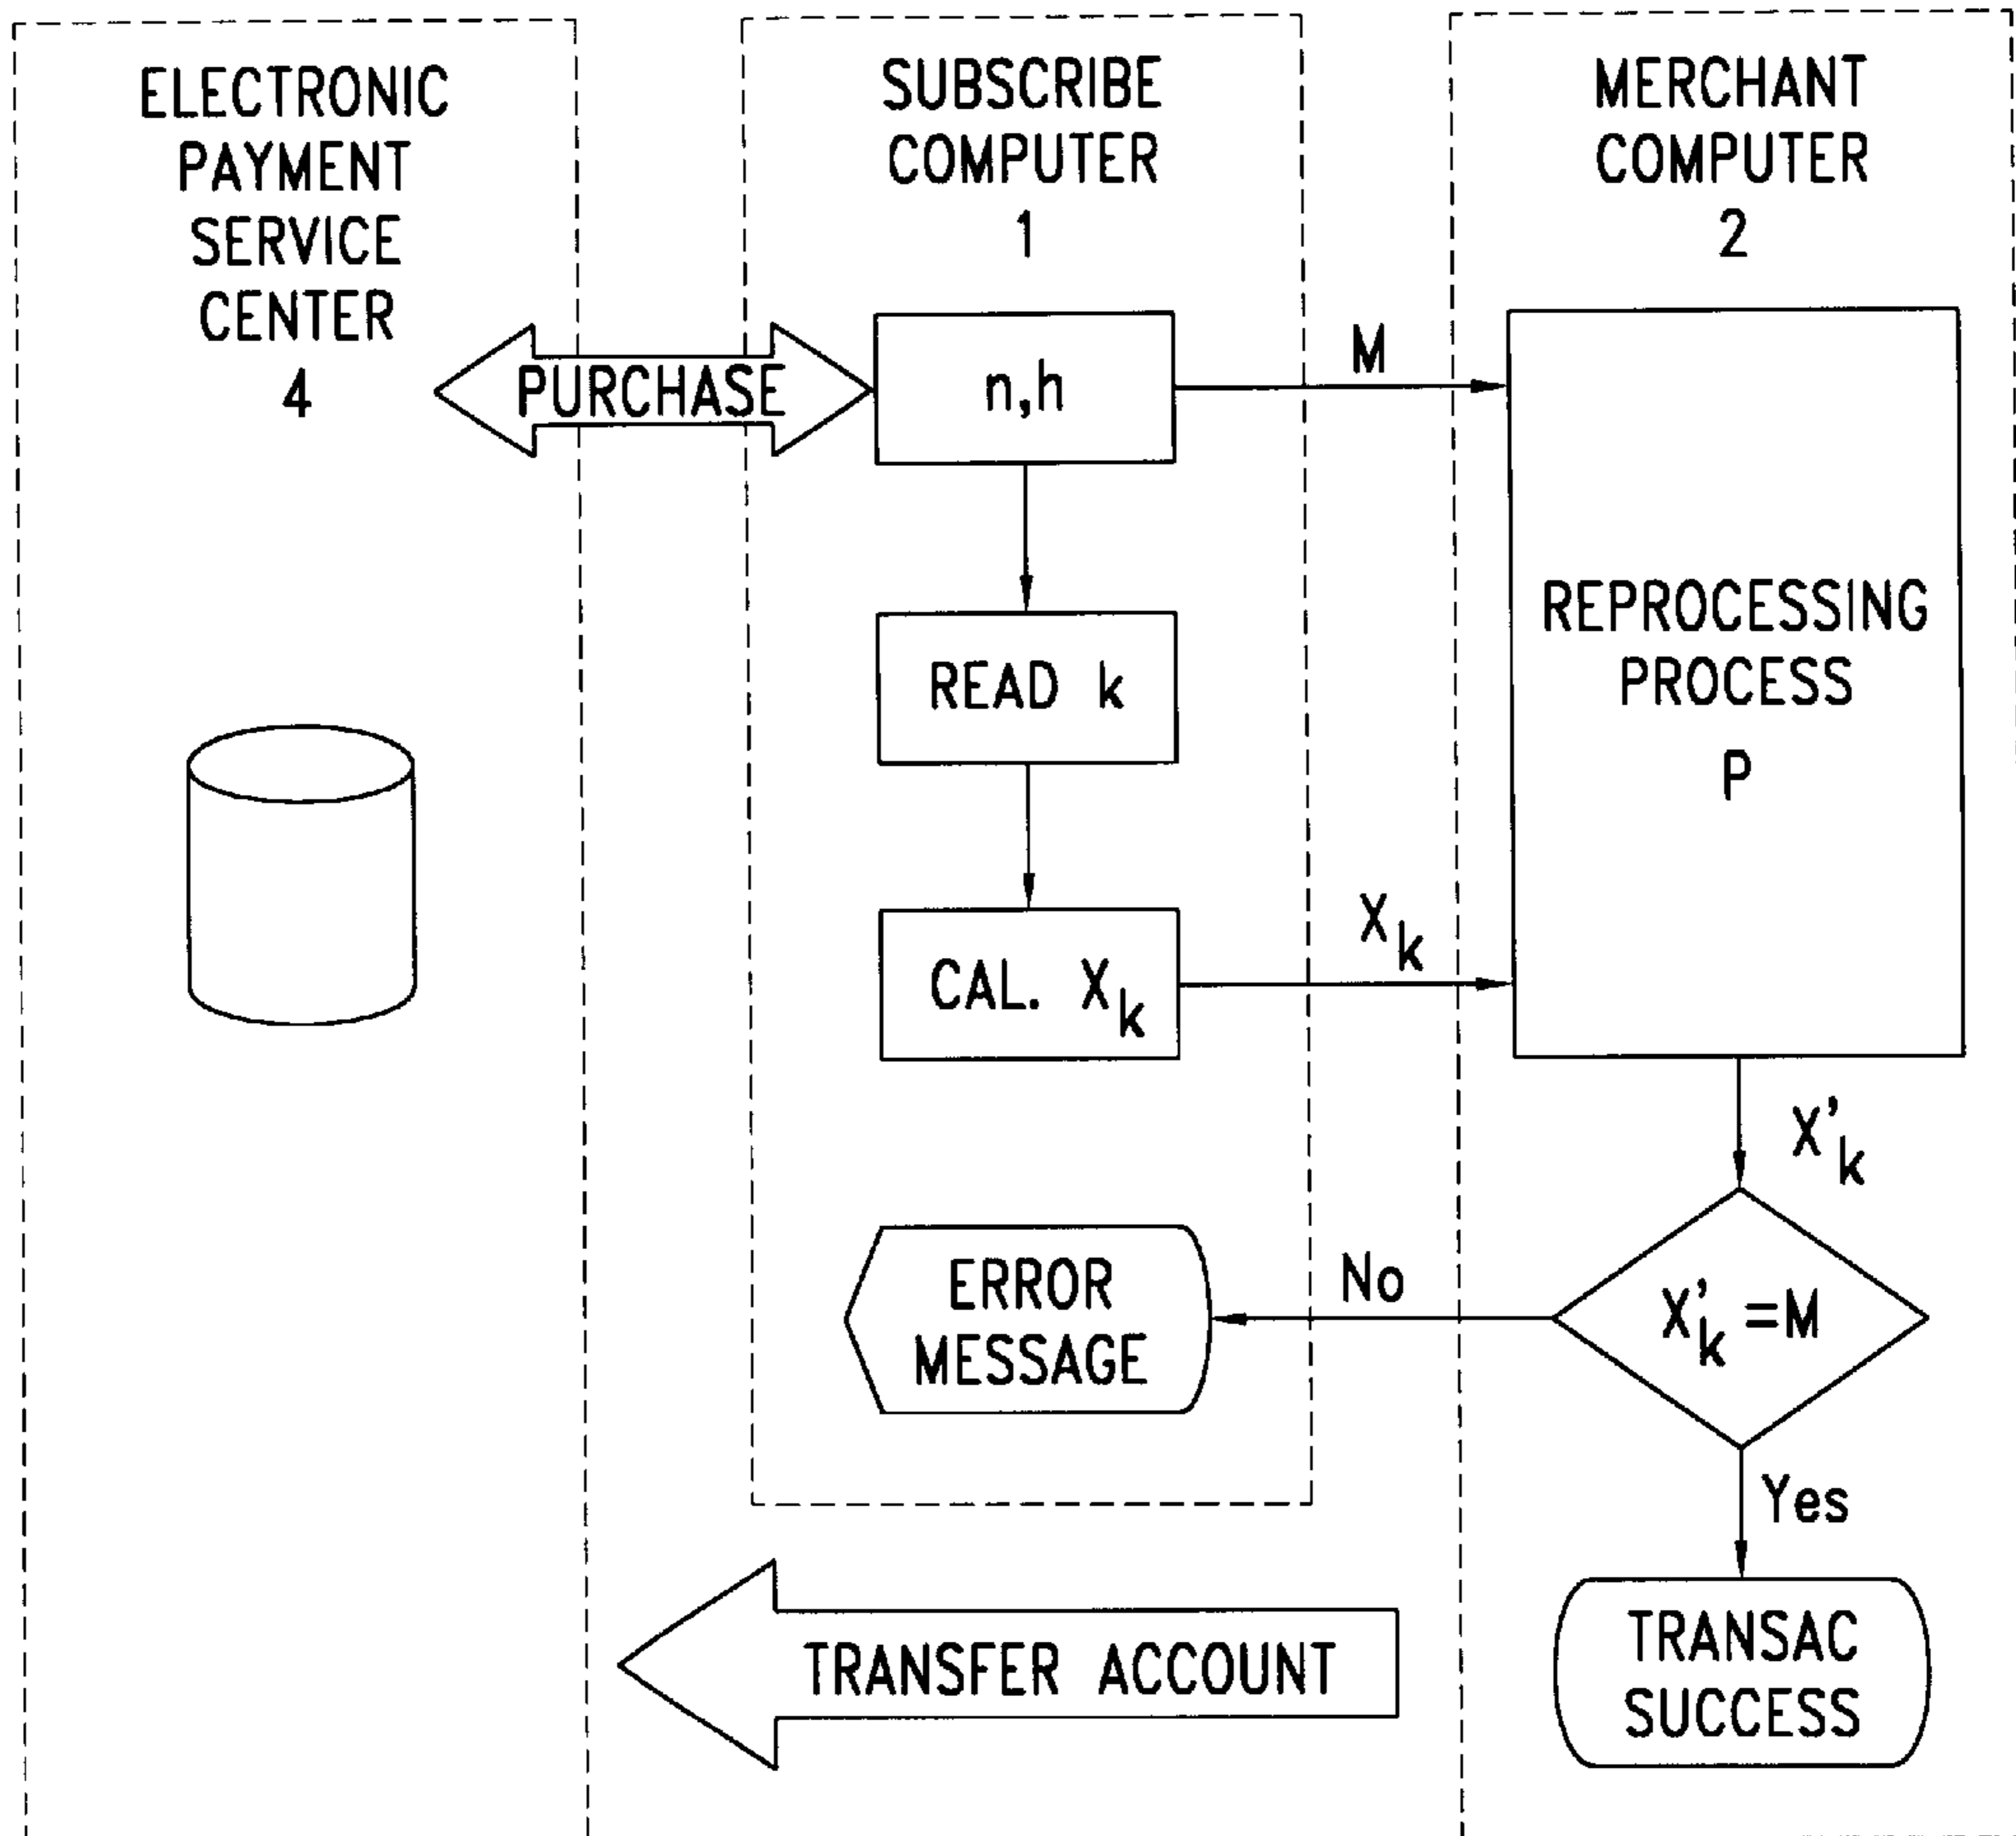 ELECTRONIC
PAYMENT
SERVICE
CENTER
4
SUBSCRIBE
COMPUTER
1
MERCHANT
COMPUTER
2
PURCHASE
n,h
M
READ k
REPROCESSING
PROCESS
P
CAL. Xk
Xk
X'k
ERROR
MESSAGE
No
X'k =M
Yes
TRANSFER ACCOUNT
TRANSAC
SUCCESS